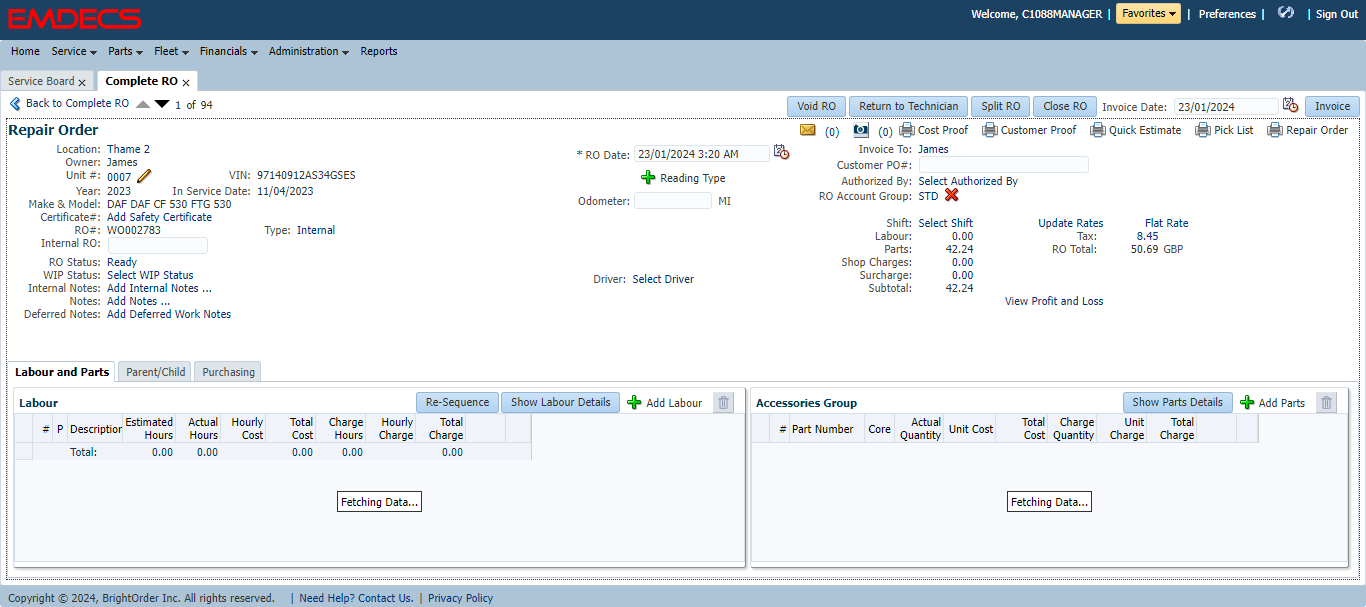 EMDECS
Welcome, C1088MANAGER | Favorites | Preferences | | Sign Out
Home Service Parts Fleet Financials Administration Reports
Service Board x Complete RO x
Back to Complete RO 1 of 94
Void RO Return to Technician Split RO Close RO Invoice Date: 23/01/2024 Invoice
Repair Order
(0) (0) Cost Proof Customer Proof Quick Estimate Pick List Repair Order
Location: Thame 2
Owner: James
Unit #: 0007 VIN: 97140912AS34GSES
Year: 2023 In Service Date: 11/04/2023
Make & Model: DAF DAF CF 530 FTG 530
Certificate#: Add Safety Certificate
RO#: WO002783 Type: Internal
Internal RO:
RO Status: Ready
WIP Status: Select WIP Status
Internal Notes: Add Internal Notes ...
Notes: Add Notes ...
Deferred Notes: Add Deferred Work Notes
* RO Date: 23/01/2024 3:20 AM
Reading Type
Odometer: MI
Driver: Select Driver
Invoice To: James
Customer PO#:
Authorized By: Select Authorized By
RO Account Group: STD
Shift: Select Shift Update Rates Flat Rate
Labour: 0.00 Tax: 8.45
Parts: 42.24 RO Total: 50.69 GBP
Shop Charges: 0.00
Surcharge: 0.00
Subtotal: 42.24
View Profit and Loss
Labour and Parts Parent/Child Purchasing
Labour Re-Sequence Show Labour Details Add Labour
# P Description Estimated Hours Actual Hours Hourly Cost Total Cost Charge Hours Hourly Charge Total Charge
Total: 0.00 0.00 0.00 0.00 0.00
Fetching Data...
Accessories Group Show Parts Details Add Parts
# Part Number Core Actual Quantity Unit Cost Total Cost Charge Quantity Unit Charge Total Charge
Fetching Data...
Copyright © 2024, BrightOrder Inc. All rights reserved. | Need Help? Contact Us. | Privacy Policy